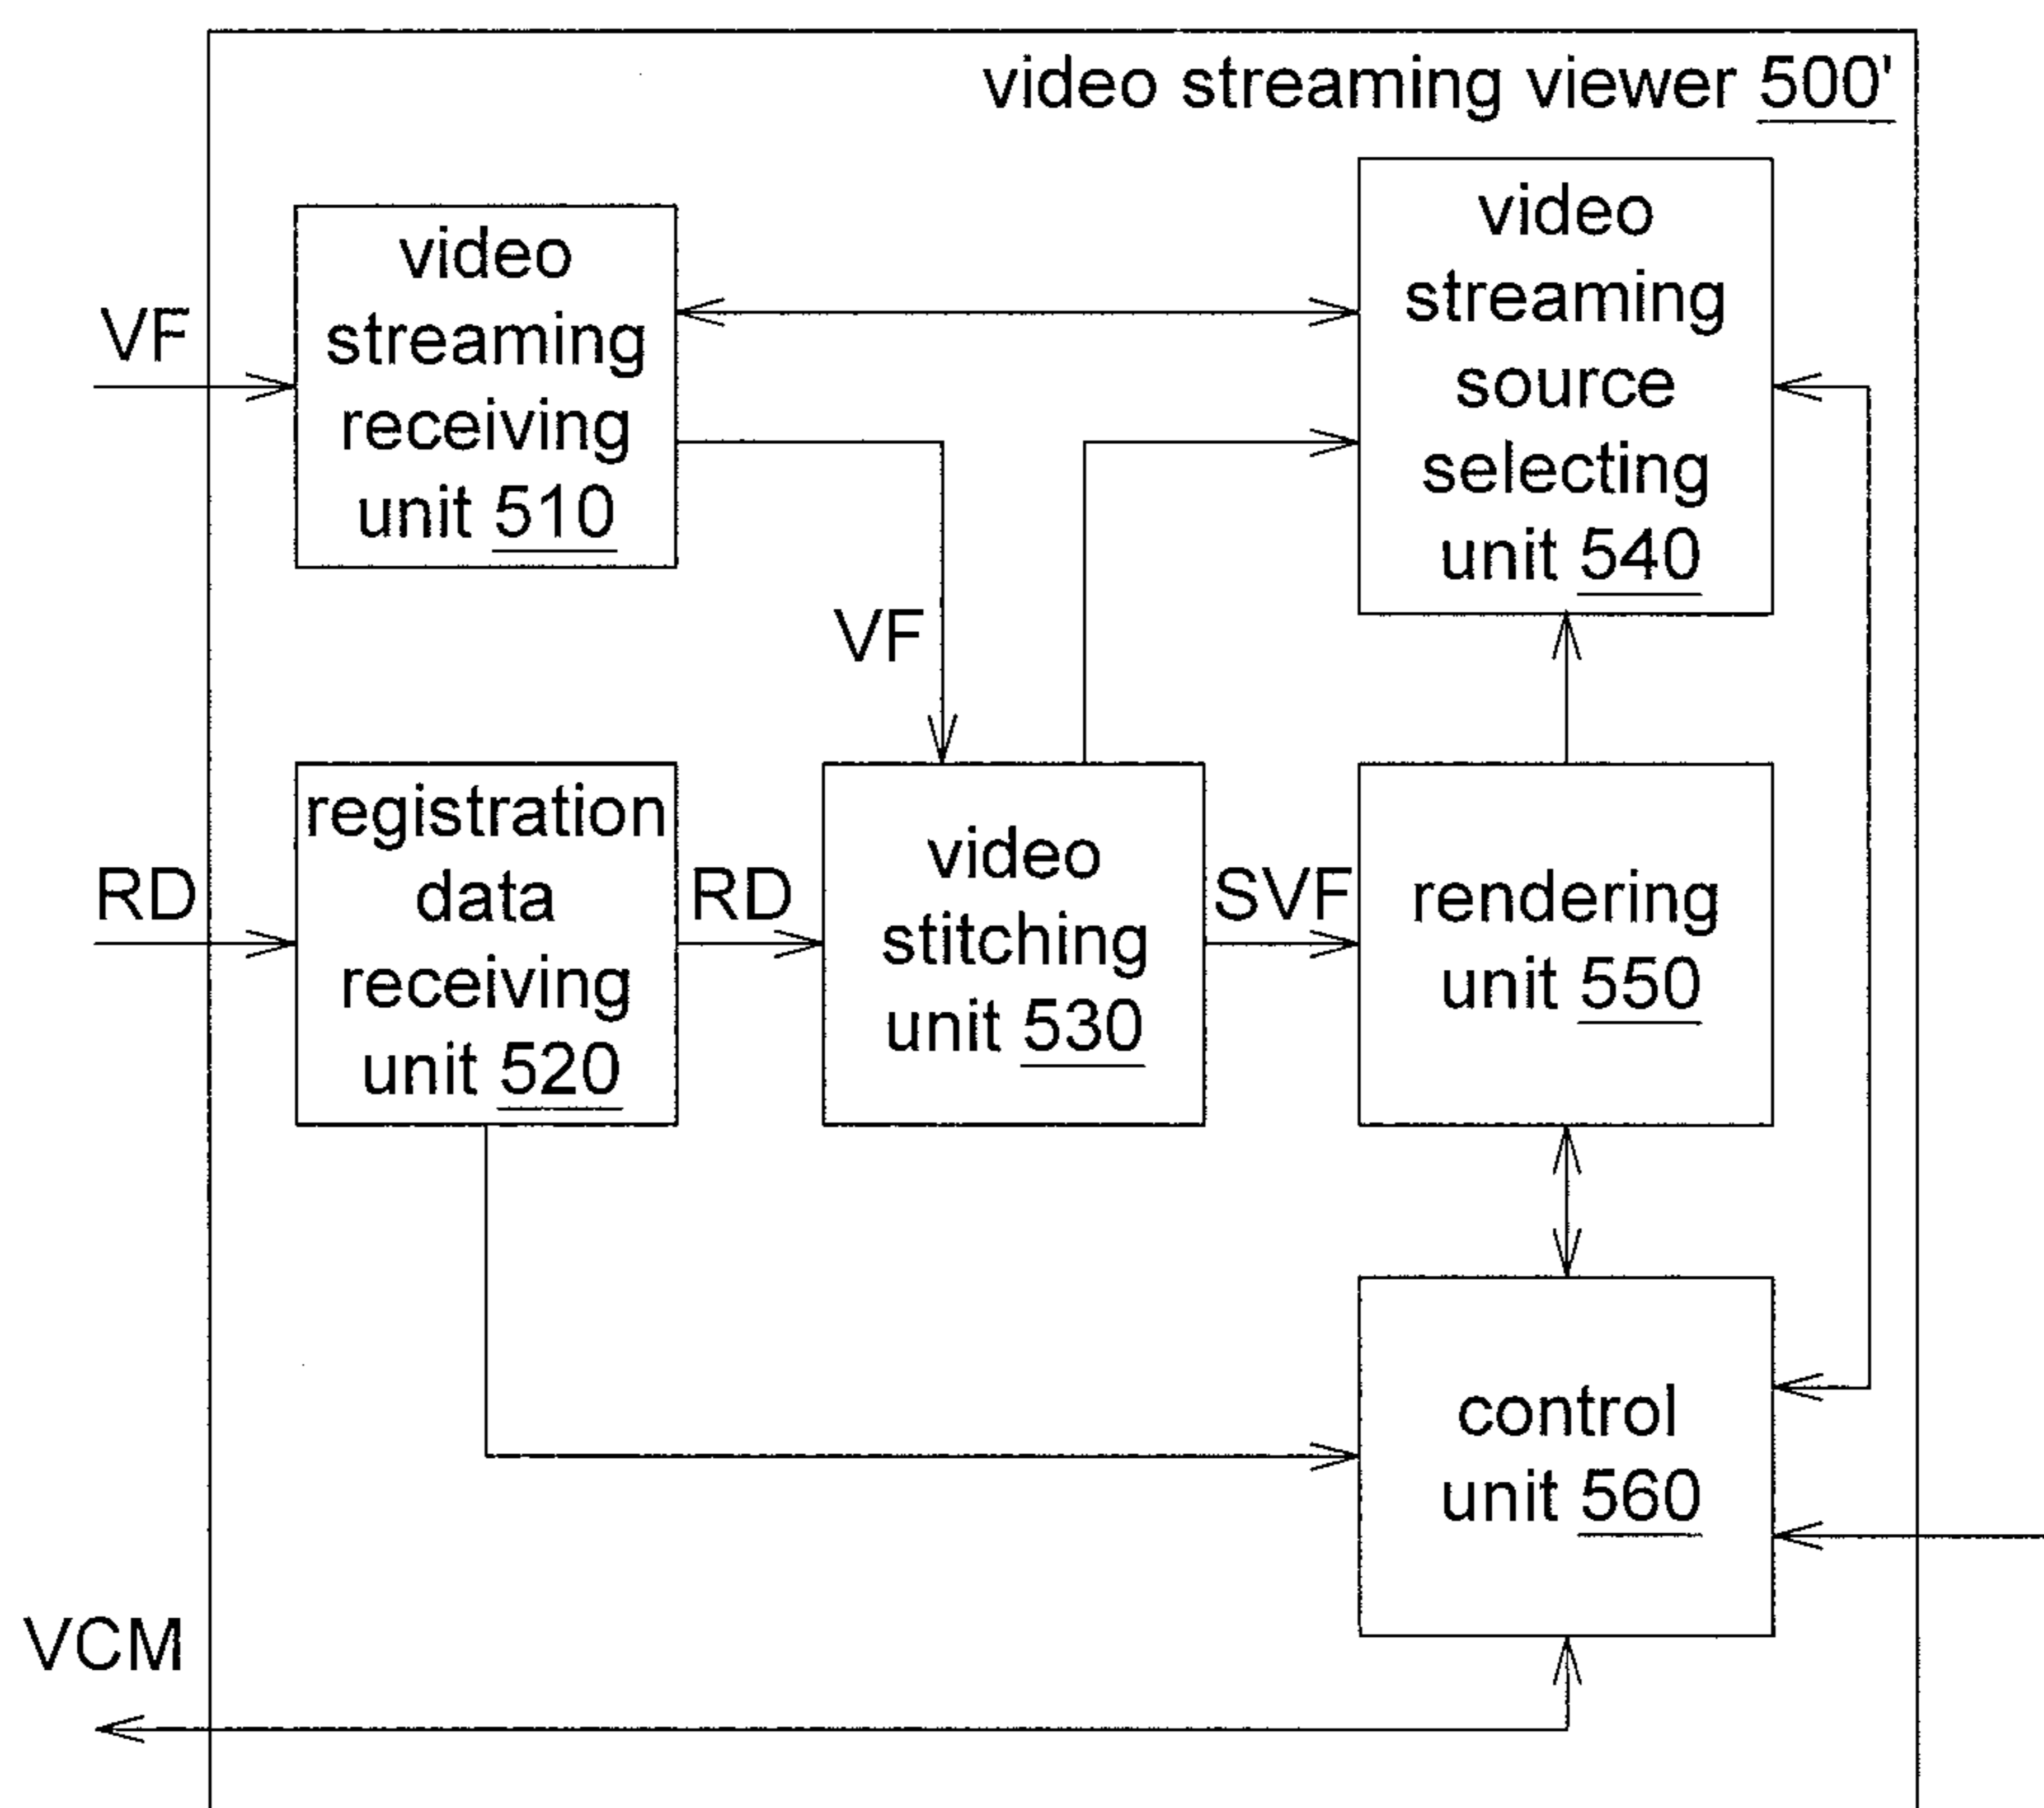 video streaming viewer 500'
video
streaming
receiving
unit 510
video
streaming
source
selecting
unit 540
VF
VF
registration
data
receiving
unit 520
RD
RD
video
stitching
unit 530
SVF
rendering
unit 550
control
unit 560
VCM